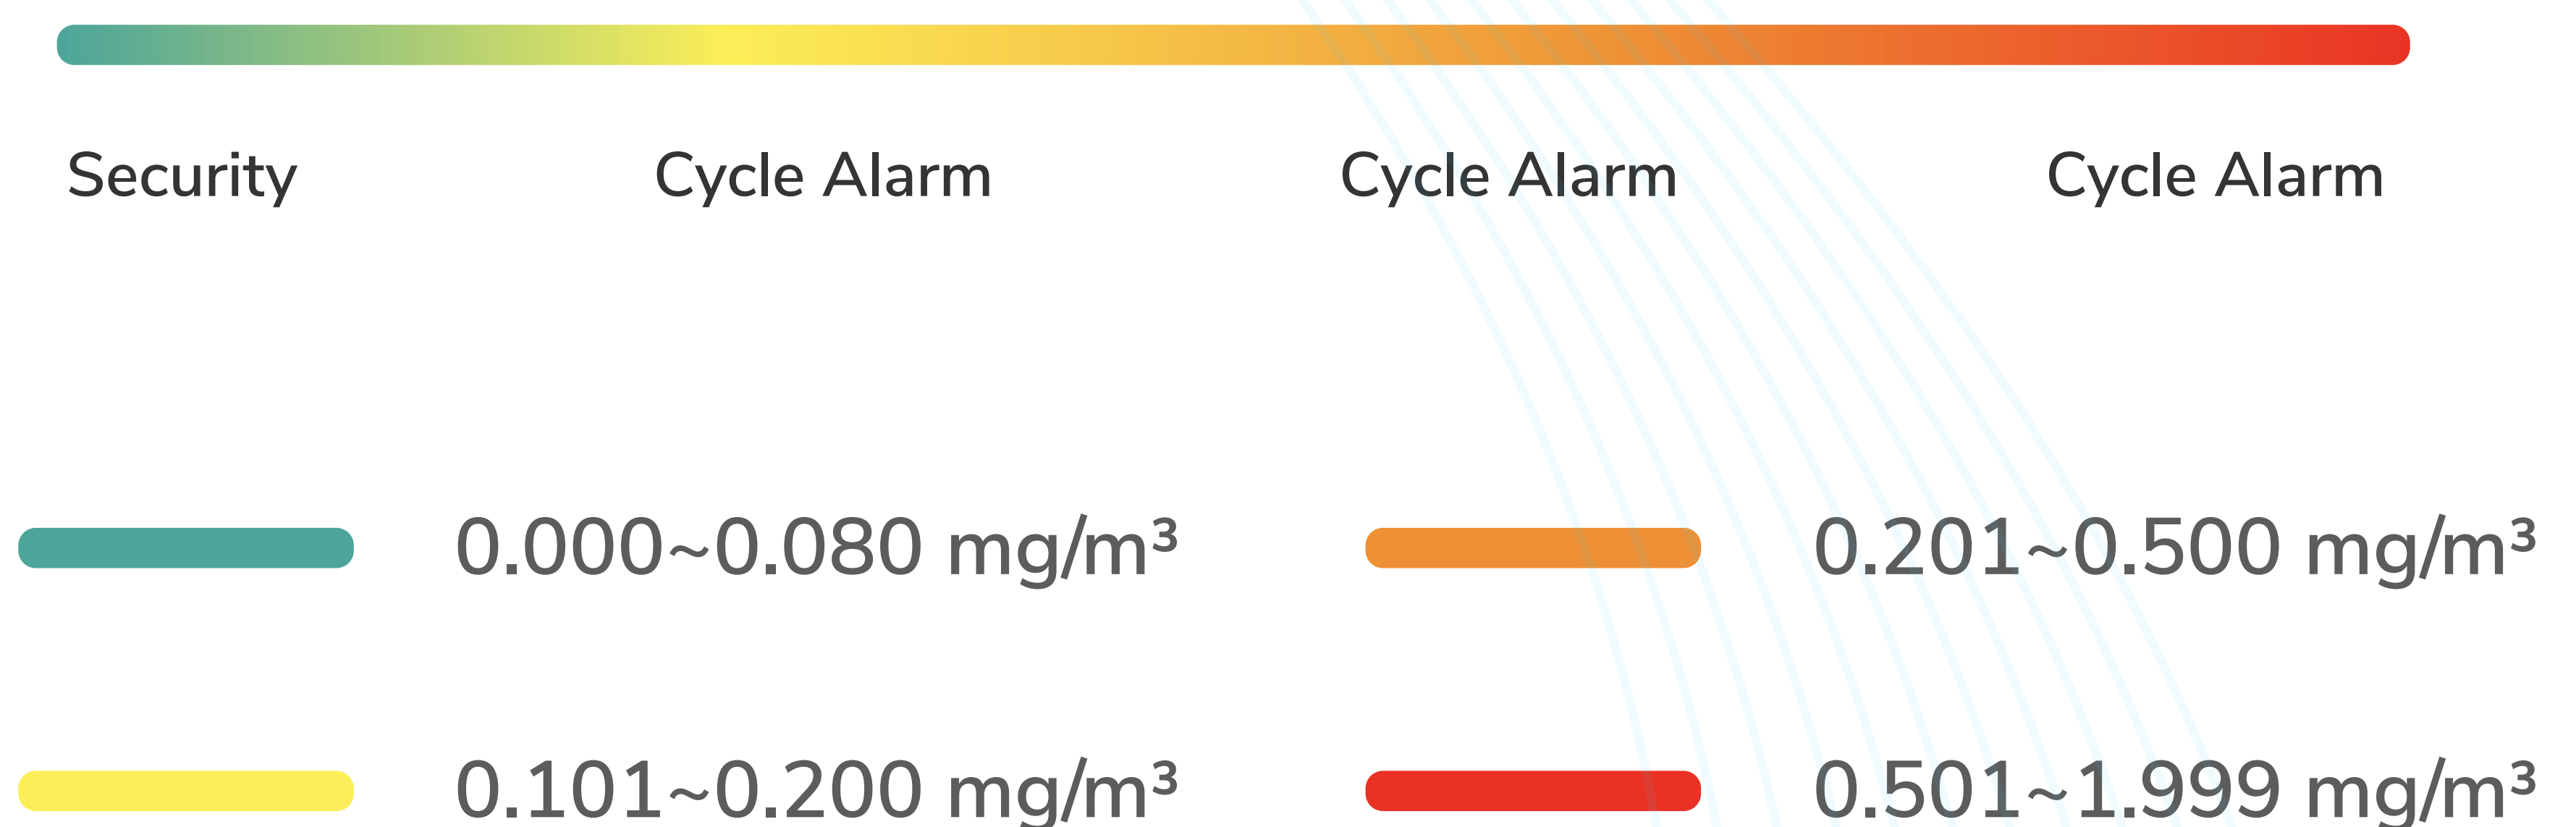 Security Cycle Alarm Cycle Alarm Cycle Alarm
0.000~0.080 mg/m³ 0.201~0.500 mg/m³
0.101~0.200 mg/m³ 0.501~1.999 mg/m³